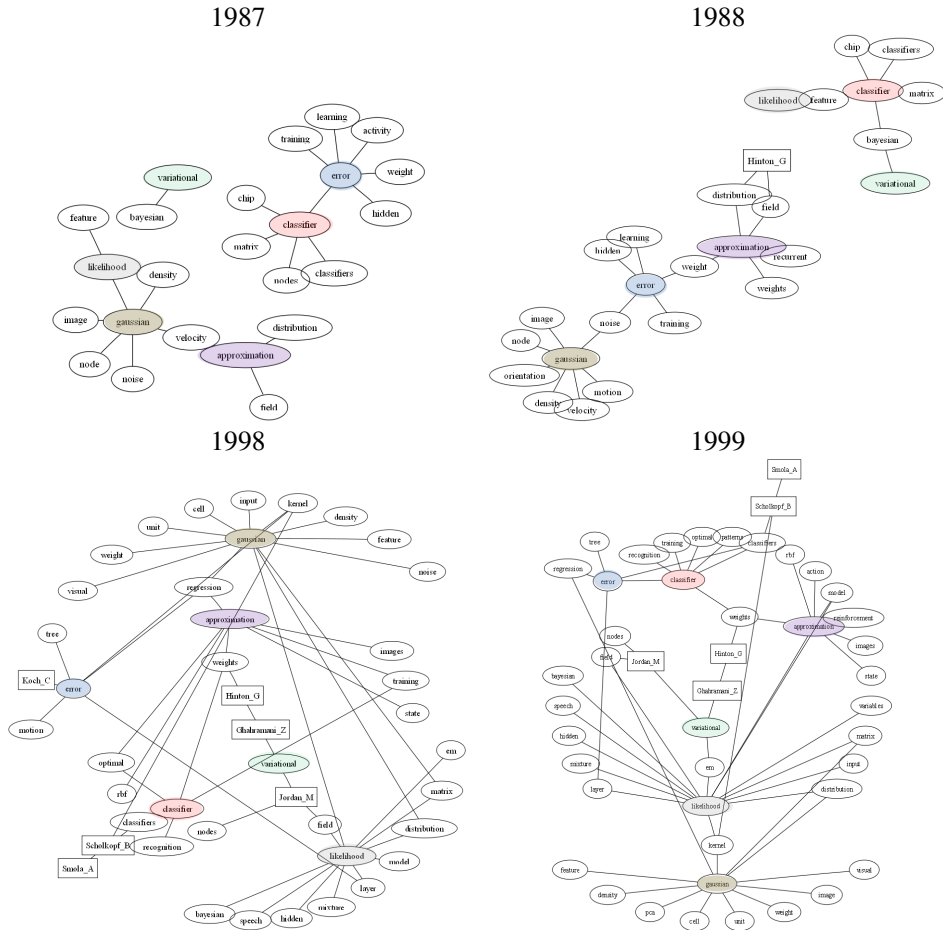 1987
1988
learning
training
activity
error
weight
variational
chip
hidden
feature
bayesian
classifier
matrix
likelihood
density
nodes
classifiers
image
gaussian
velocity
distribution
approximation
node
noise
field
chip
classifiers
likelihood
feature
classifier
matrix
bayesian
Hinton_G
variational
distribution
field
learning
hidden
approximation
recurrent
weight
error
weights
image
noise
training
node
gaussian
orientation
motion
density
velocity
1998
1999
input
kernel
cell
density
unit
gaussian
feature
weight
noise
visual
regression
approximation
tree
images
weights
Koch_C
error
training
Hinton_G
state
motion
Ghahramani_Z
em
optimal
variational
rbf
Jordan_M
matrix
classifier
classifiers
nodes
field
distribution
Scholkopf_B
recognition
likelihood
model
Smola_A
layer
mixture
bayesian
speech
hidden
Smola_A
Scholkopf_B
tree
training
optimal
patterns
classifiers
recognition
rbf
regression
error
classifier
action
model
weights
reinforcement
approximation
nodes
images
field
Jordan_M
Hinton_G
state
bayesian
Ghahramani_Z
speech
variables
variational
hidden
matrix
mixture
em
input
layer
distribution
likelihood
kernel
feature
visual
gaussian
density
image
pca
weight
cell
unit